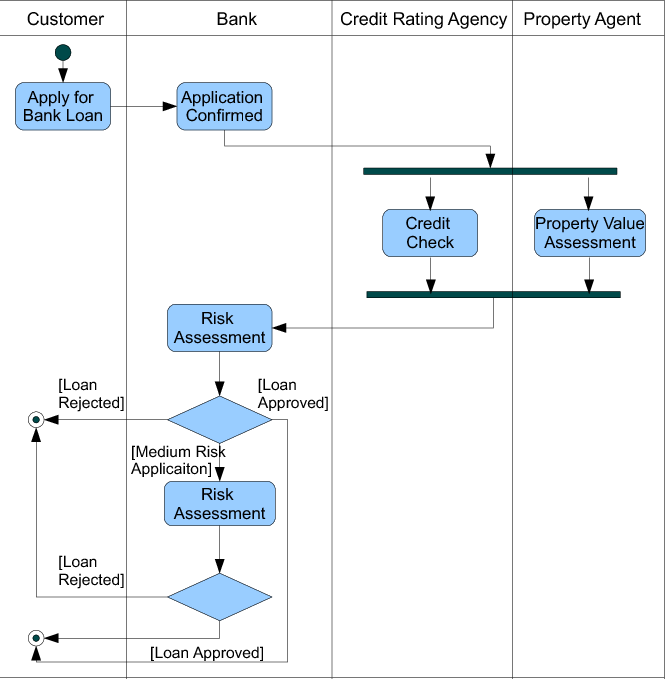 Customer
Bank
Credit Rating Agency
Property Agent
Apply for
Bank Loan
Application
Confirmed
Credit
Check
Property Value
Assessment
Risk
Assessment
[Loan
Rejected]
[Loan
Approved]
[Medium Risk
Applicaiton]
Risk
Assessment
[Loan
Rejected]
[Loan Approved]